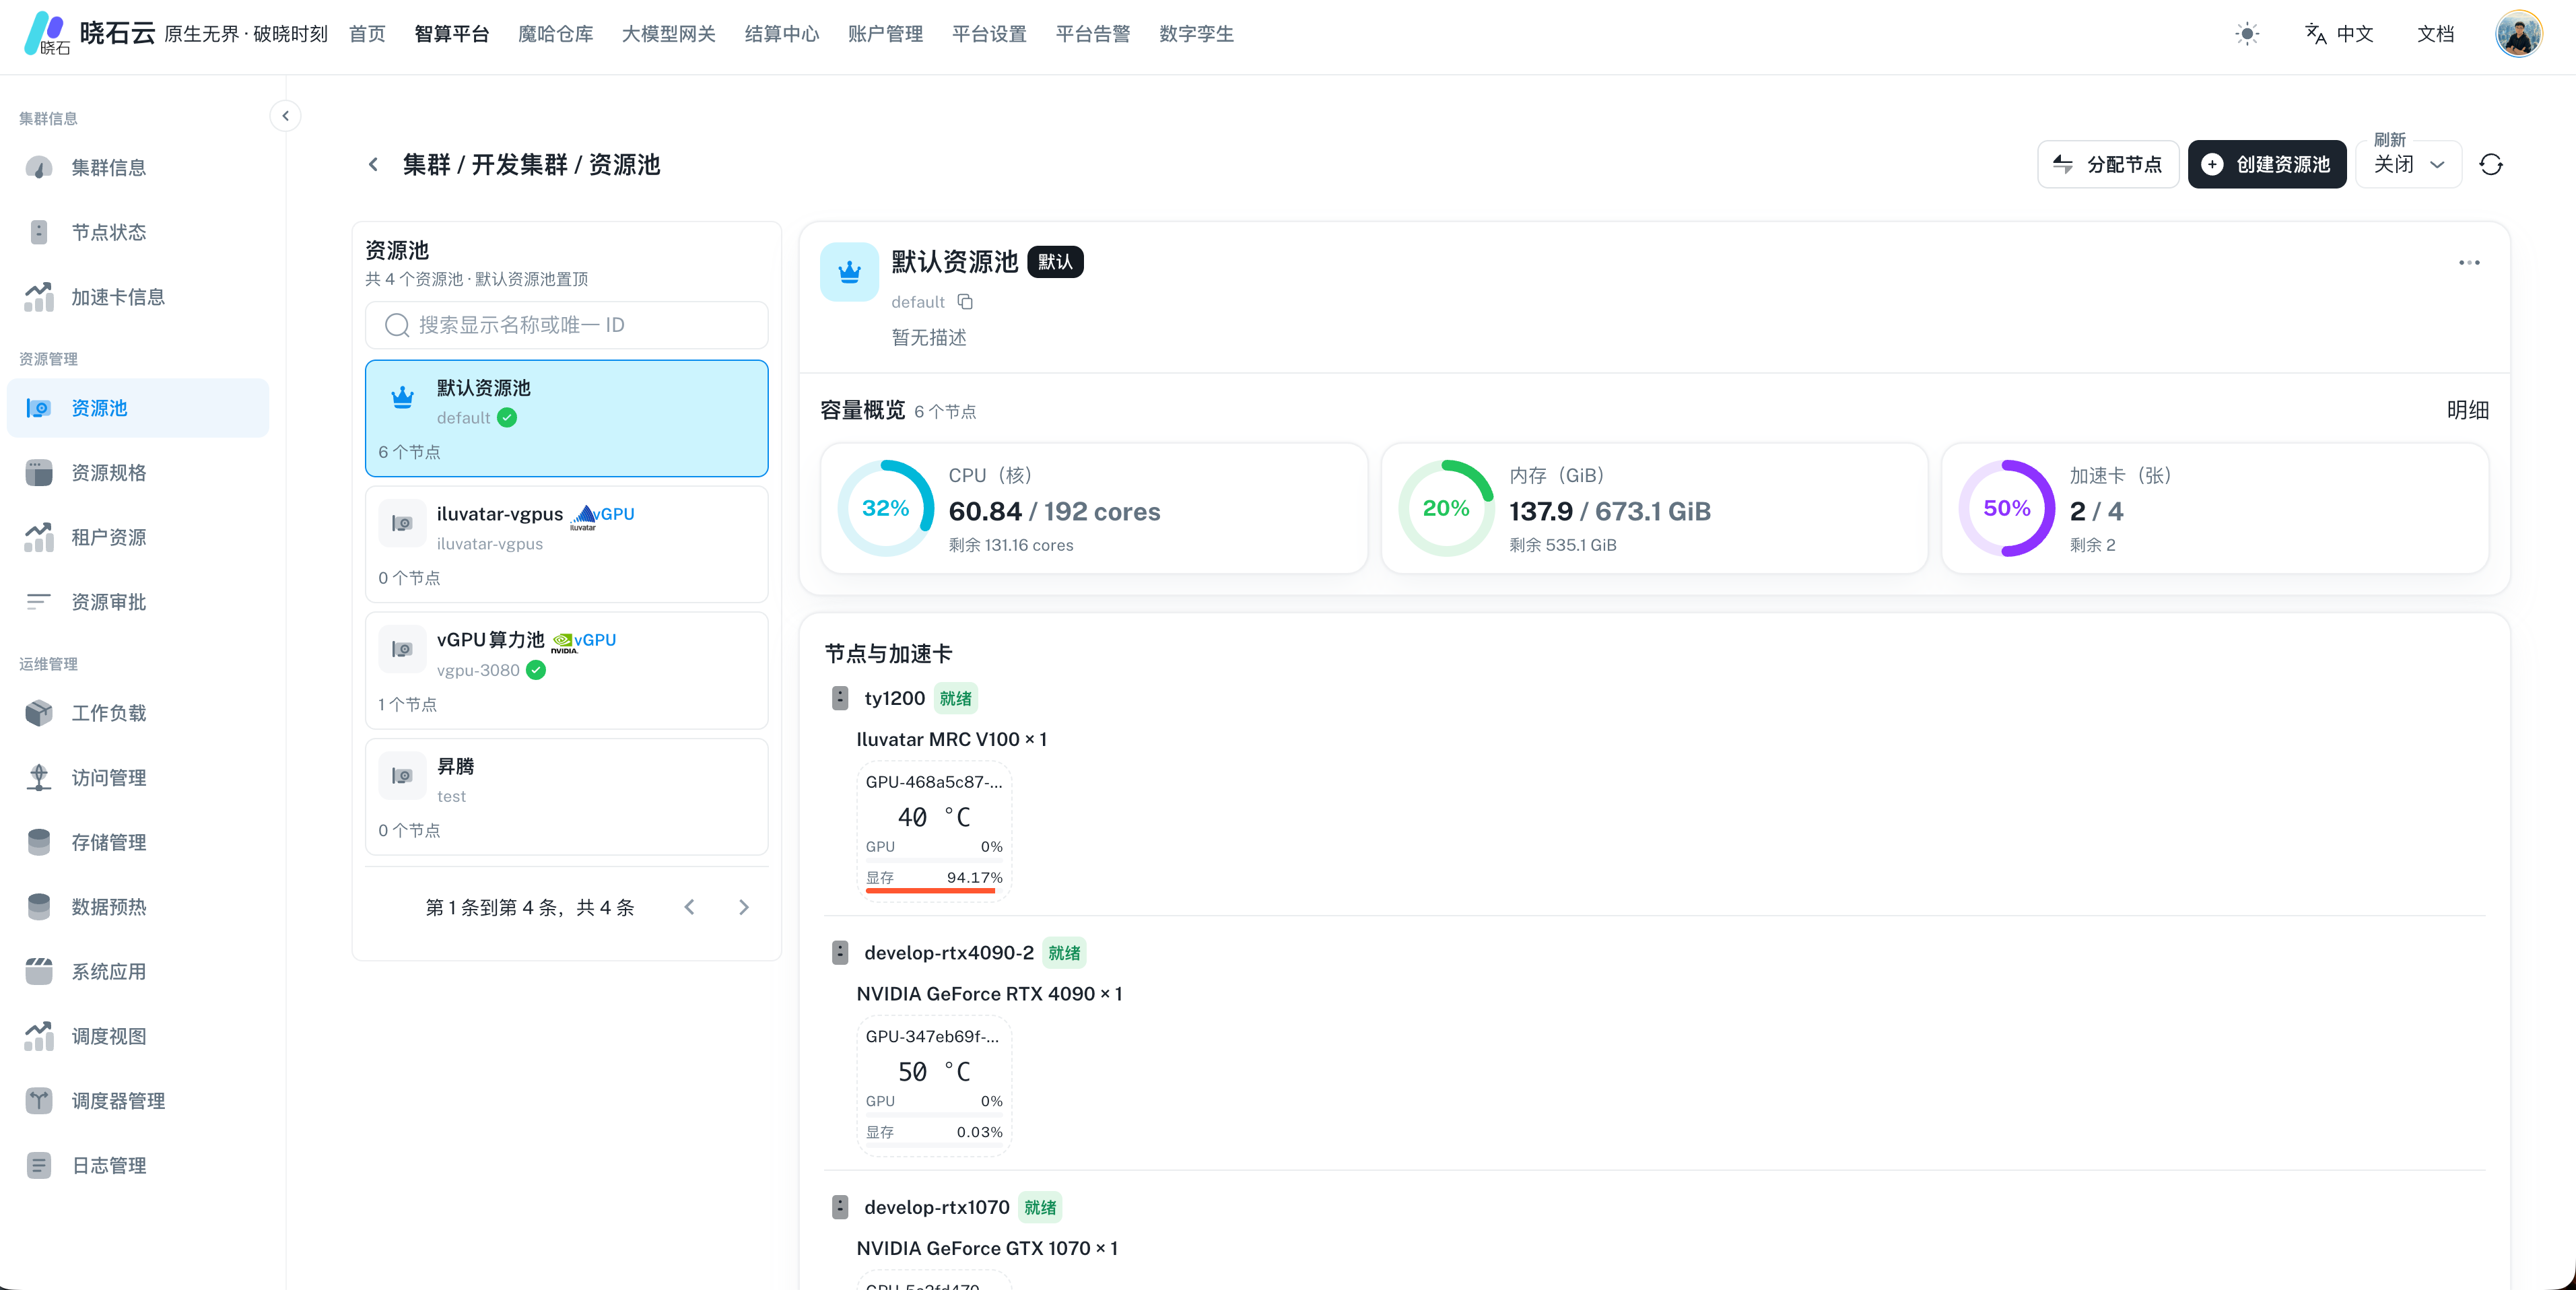 晓石
晓石云 原生无界 · 破晓时刻 首页 智算平台 魔哈仓库 大模型网关 结算中心 账户管理 平台设置 平台告警 数字孪生 中文 文档
集群信息
集群信息
节点状态
加速卡信息
资源管理
资源池
资源规格
租户资源
资源审批
运维管理
工作负载
访问管理
存储管理
数据预热
系统应用
调度视图
调度器管理
日志管理
集群 / 开发集群 / 资源池
分配节点
创建资源池
刷新
关闭
资源池
共 4 个资源池 · 默认资源池置顶
搜索显示名称或唯一 ID
默认资源池
default
6 个节点
iluvatar-vgpus iluvatar vGPU
iluvatar-vgpus
0 个节点
vGPU 算力池 NVIDIA vGPU
vgpu-3080
1 个节点
昇腾
test
0 个节点
第 1 条到第 4 条，共 4 条
默认资源池 默认
default
暂无描述
容量概览 6 个节点
明细
32%
CPU（核）
60.84 / 192 cores
剩余 131.16 cores
20%
内存（GiB）
137.9 / 673.1 GiB
剩余 535.1 GiB
50%
加速卡（张）
2 / 4
剩余 2
节点与加速卡
ty1200 就绪
Iluvatar MRC V100 × 1
GPU-468a5c87-...
40 °C
GPU 0%
显存 94.17%
develop-rtx4090-2 就绪
NVIDIA GeForce RTX 4090 × 1
GPU-347eb69f-...
50 °C
GPU 0%
显存 0.03%
develop-rtx1070 就绪
NVIDIA GeForce GTX 1070 × 1